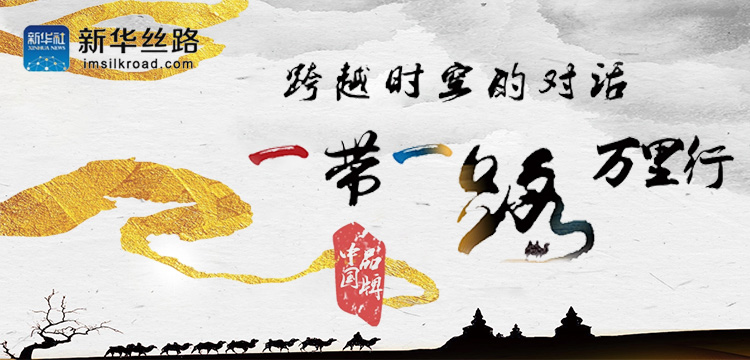 新华社
XINHUA NEWS
新华丝路
imsilkroad.com
跨越时空的对话
一带一路 万里行
中国
品牌